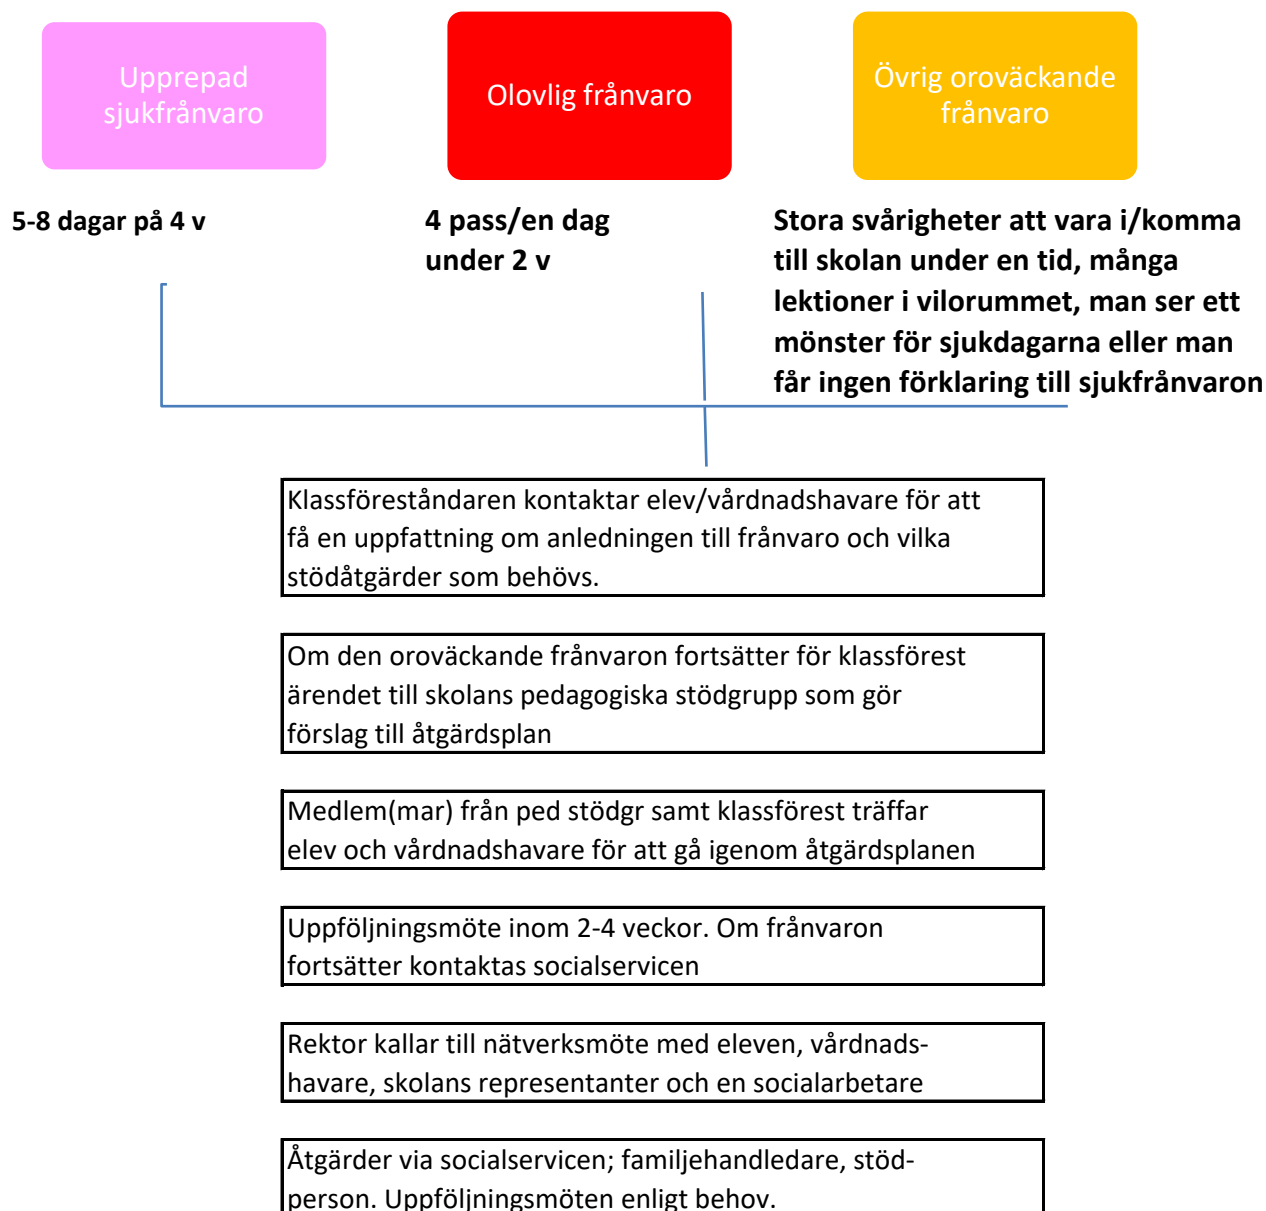 Upprepad
sjukfrånvaro
Olovlig frånvaro
Övrig oroväckande
frånvaro
5-8 dagar på 4 v
4 pass/en dag
under 2 v
Stora svårigheter att vara i/komma
till skolan under en tid, många
lektioner i vilorummet, man ser ett
mönster för sjukdagarna eller man
får ingen förklaring till sjukfrånvaron
Klassföreståndaren kontaktar elev/vårdnadshavare för att
få en uppfattning om anledningen till frånvaro och vilka
stödåtgärder som behövs.
Om den oroväckande frånvaron fortsätter för klassförest
ärendet till skolans pedagogiska stödgrupp som gör
förslag till åtgärdsplan
Medlem(mar) från ped stödgr samt klassförest träffar
elev och vårdnadshavare för att gå igenom åtgärdsplanen
Uppföljningsmöte inom 2-4 veckor. Om frånvaron
fortsätter kontaktas socialservicen
Rektor kallar till nätverksmöte med eleven, vårdnads-
havare, skolans representanter och en socialarbetare
Åtgärder via socialservicen; familjehandledare, stöd-
person. Uppföljningsmöten enligt behov.